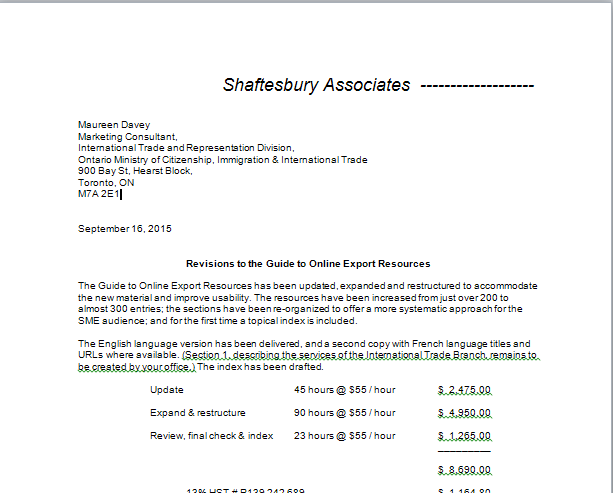 Shaftesbury Associates -------------------
Maureen Davey
Marketing Consultant,
International Trade and Representation Division,
Ontario Ministry of Citizenship, Immigration & International Trade
900 Bay St, Hearst Block,
Toronto, ON
M7A 2E1
September 16, 2015
Revisions to the Guide to Online Export Resources
The Guide to Online Export Resources has been updated, expanded and restructured to accommodate
the new material and improve usability. The resources have been increased from just over 200 to
almost 300 entries; the sections have been re-organized to offer a more systematic approach for the
SME audience; and for the first time a topical index is included.
The English language version has been delivered, and a second copy with French language titles and
URLs where available. (Section 1, describing the services of the International Trade Branch, remains to
be created by your office.) The index has been drafted.
Update 45 hours @ $55 / hour $ 2,475.00
Expand & restructure 90 hours @ $55 / hour $ 4,950.00
Review, final check & index 23 hours @ $55 / hour $ 1,265.00
$ 8,690.00
13% HST # R139 242 689 $ 1,164.80